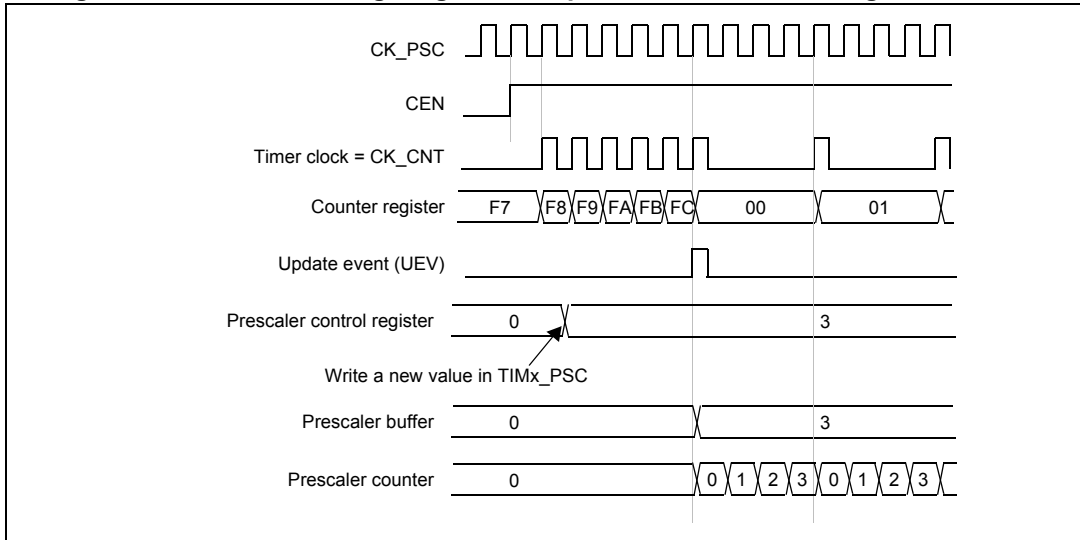 CK_PSC
CEN
Timer clock = CK_CNT
Counter register F7 F8 F9 FA FB FC 00 01
Update event (UEV)
Prescaler control register 0 3
Write a new value in TIMx_PSC
Prescaler buffer 0 3
Prescaler counter 0 0 1 2 3 0 1 2 3